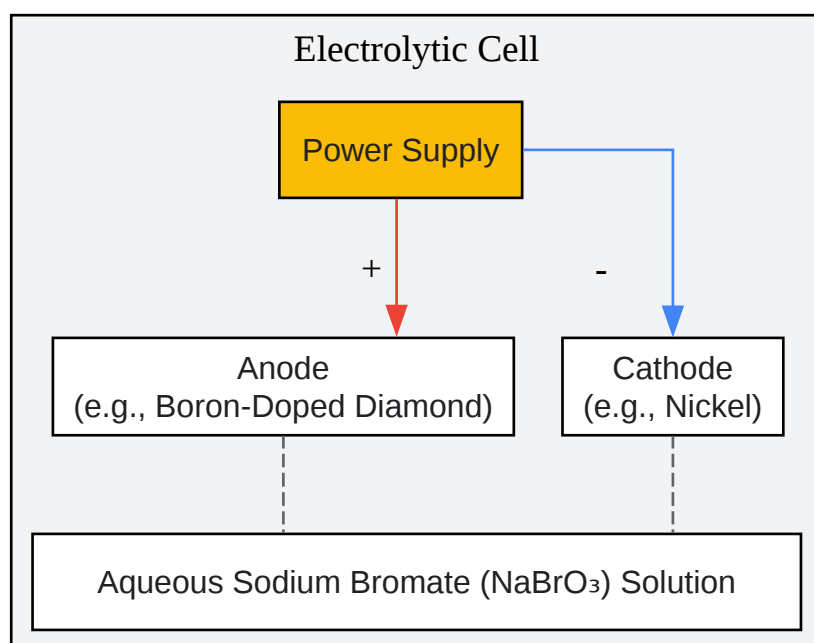 Electrolytic Cell
Power Supply
+
-
Anode
(e.g., Boron-Doped Diamond)
Cathode
(e.g., Nickel)
Aqueous Sodium Bromate (NaBrO₃) Solution